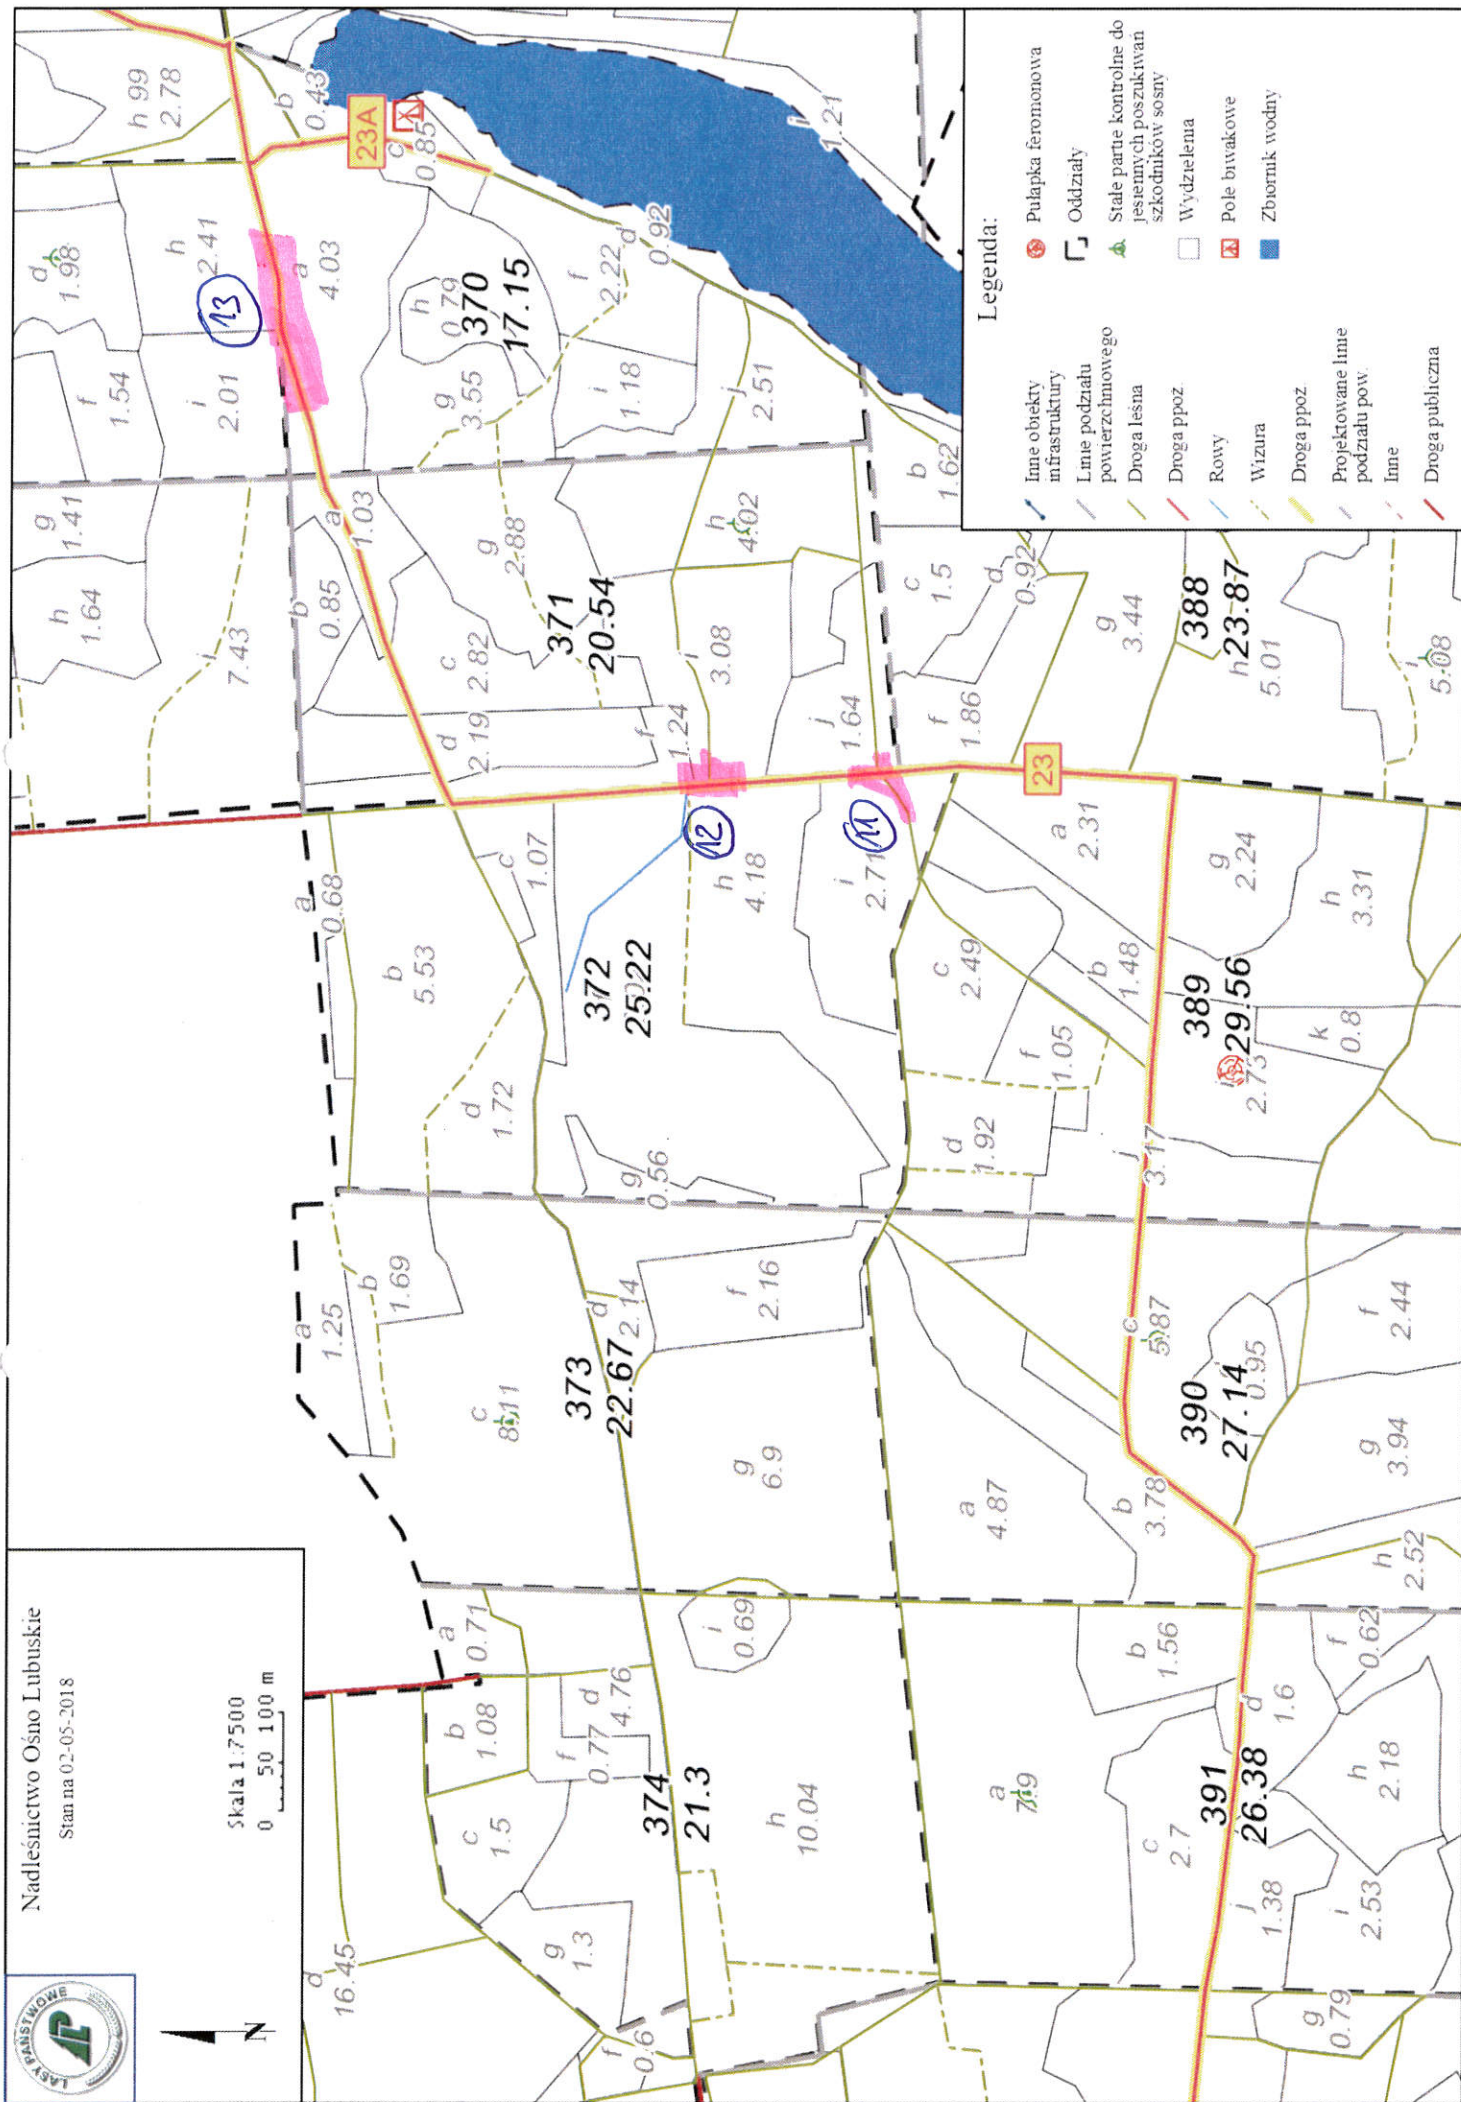 Nadleśnictwo Ośno Lubuskie
Stan na 02-05-2018
LASY PAŃSTWOWE
N
Skala 1:7500
0 50 100 m
d
16.45
a
0.71
b
1.08
c
1.5
d
4.76
f
0.77
g
1.3
f
0.6
374
21.3
i
0.69
h
10.04
a
7.9
b
1.56
c
2.7
d
1.6
391
26.38
f
0.62
h
2.18
j
1.38
i
2.53
g
0.79
a
1.25
b
1.69
c
8.11
373
22.67
d
2.14
f
2.16
g
6.9
a
4.87
b
3.78
c
5.87
390
27.14
0.95
f
2.44
g
3.94
h
2.52
a
0.68
b
5.53
c
1.07
d
1.72
372
25.22
g
0.56
h
4.18
i
2.71
12
11
c
2.49
a
2.31
b
1.48
f
1.05
d
1.92
j
3.17
389
29.56
i
2.73
g
2.24
h
3.31
k
0.8
23
h
1.64
g
1.41
i
7.43
b
0.85
a
1.03
c
2.82
d
2.19
g
2.88
371
20.54
f
1.24
i
3.08
h
4.02
j
1.64
c
1.5
b
1.62
d
0.92
f
1.86
g
3.44
388
23.87
h
5.01
i
5.08
f
1.54
d
1.98
i
2.01
h
2.41
13
h 99
2.78
b
0.43
23A
c
0.85
a
4.03
h
0.79
370
17.15
g
3.55
f
2.22
d
0.92
i
1.18
j
2.51
i
1.21
Legenda:
Inne obiekty
infrastruktury
Linie podziału
powierzchniowego
Droga leśna
Droga ppoż
Rowy
Wizura
Droga ppoż
Projektowane linie
podziału pow.
Inne
Droga publiczna
Pułapka feromonowa
Oddziały
Stałe partie kontrolne do
jesiennych poszukiwań
szkodników sosny
Wydzielenia
Pole biwakowe
Zbiornik wodny